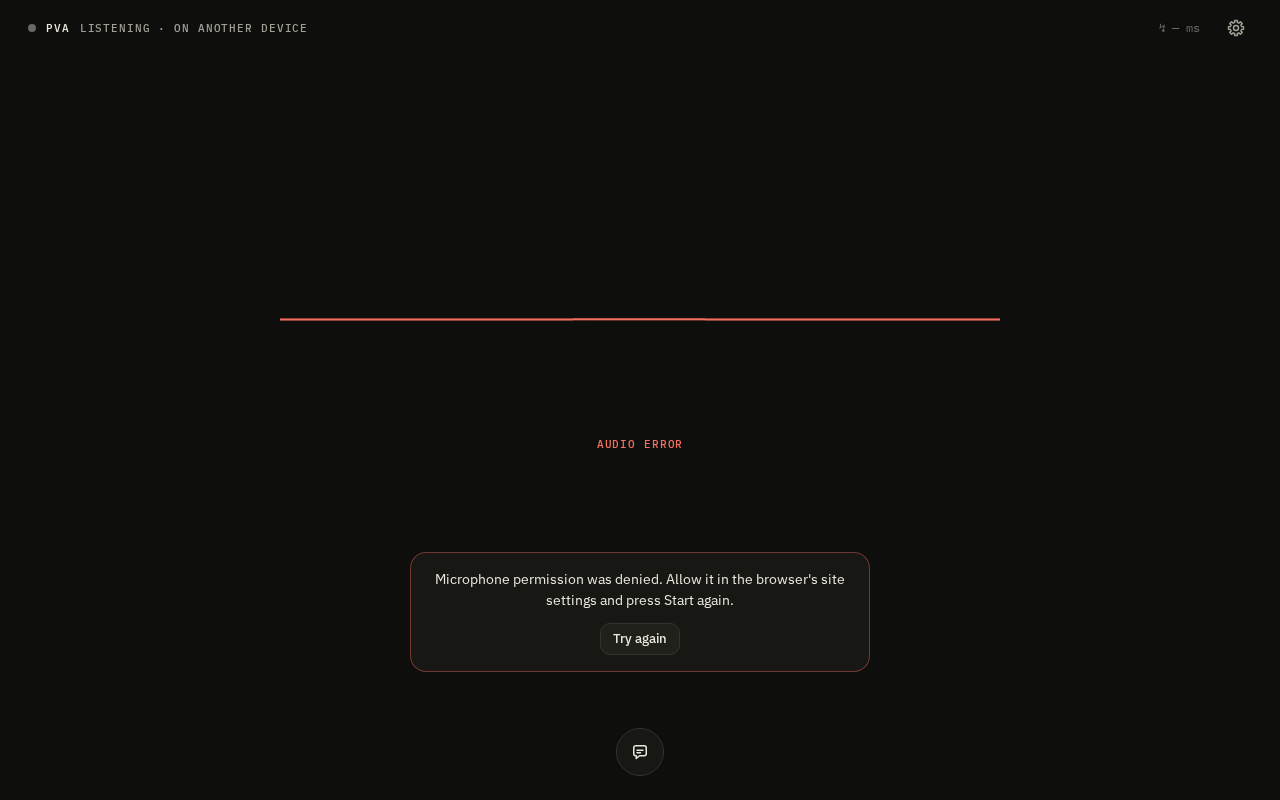 PVA LISTENING · ON ANOTHER DEVICE
↯ — ms
AUDIO ERROR
Microphone permission was denied. Allow it in the browser's site
settings and press Start again.
Try again